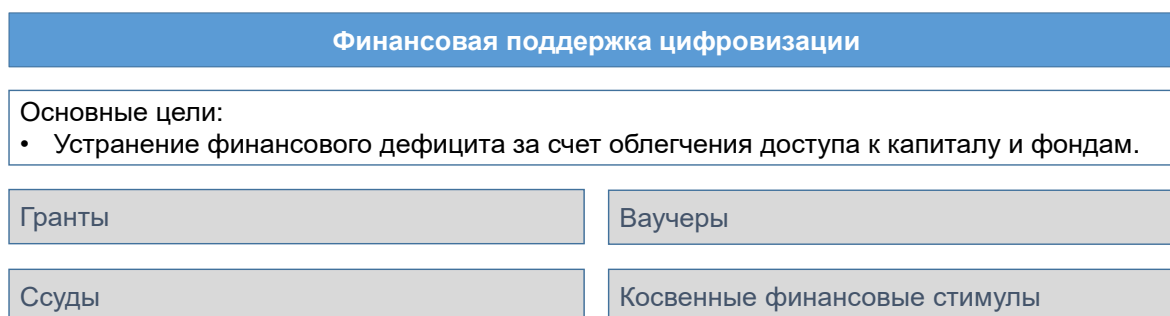 Финансовая поддержка цифровизации
Основные цели:
• Устранение финансового дефицита за счет облегчения доступа к капиталу и фондам.
Гранты
Ваучеры
Ссуды
Косвенные финансовые стимулы